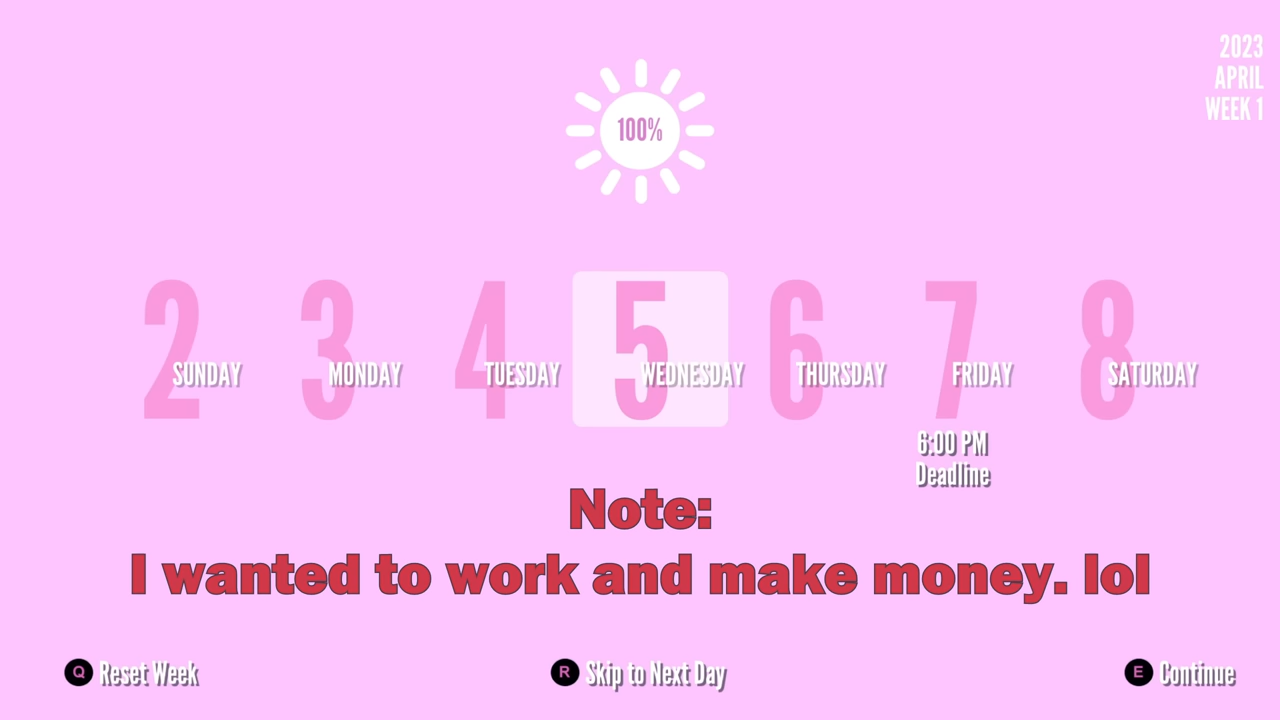 2023
APRIL
WEEK 1
100%
2 3 4 5 6 7 8
SUNDAY MONDAY TUESDAY WEDNESDAY THURSDAY FRIDAY SATURDAY
6:00 PM
Deadline
Note:
I wanted to work and make money. lol
Q Reset Week R Skip to Next Day E Continue